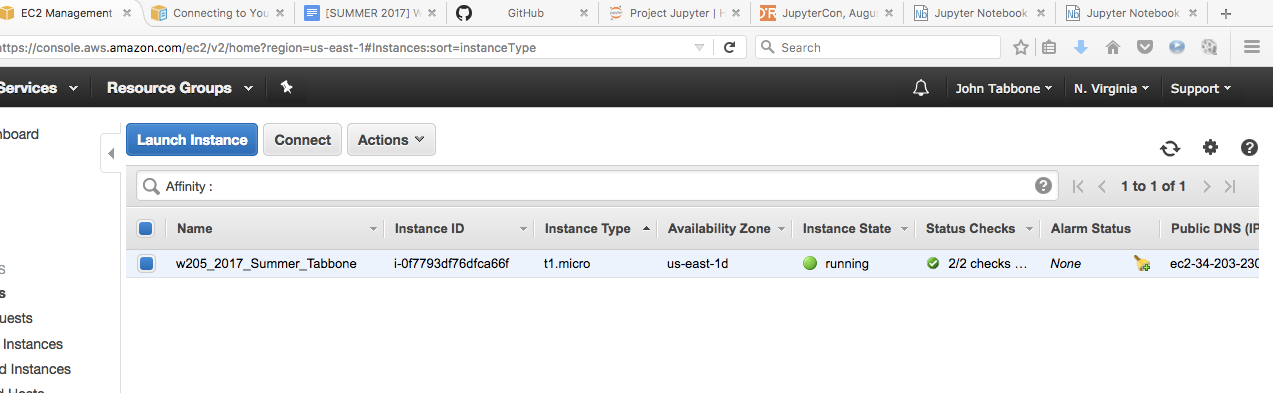 EC2 Management
Connecting to You
[SUMMER 2017] W
GitHub
Project Jupyter | H
JupyterCon, Augu
Jupyter Notebook
Jupyter Notebook
https://console.aws.amazon.com/ec2/v2/home?region=us-east-1#Instances:sort=instanceType
Search
Services Resource Groups John Tabbone N. Virginia Support
hboard
Launch Instance Connect Actions
Affinity :
1 to 1 of 1
Name Instance ID Instance Type Availability Zone Instance State Status Checks Alarm Status Public DNS (IP
w205_2017_Summer_Tabbone i-0f7793df76dfca66f t1.micro us-east-1d running 2/2 checks ... None ec2-34-203-230
S
s
uests
Instances
d Instances
d Hosts